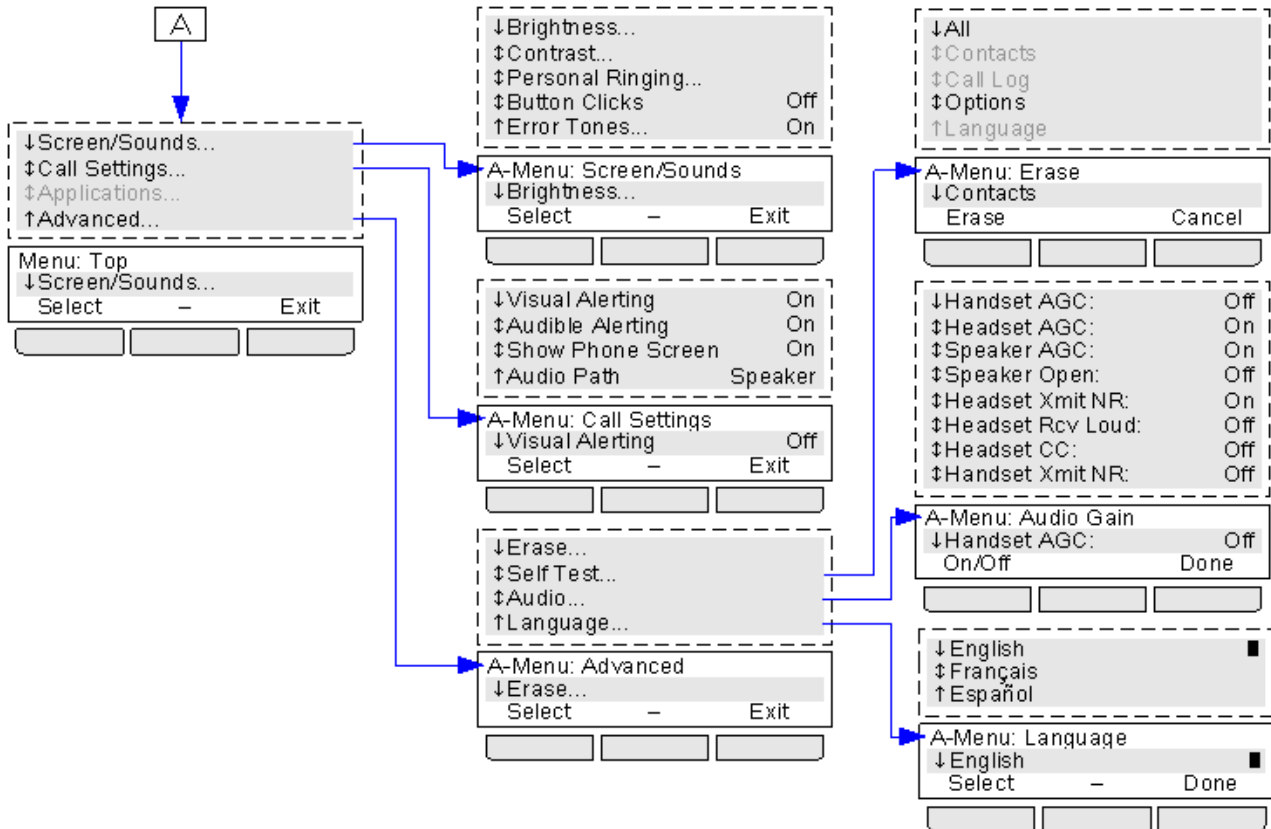 A
↓Screen/Sounds...
↕Call Settings...
↕Applications...
↑Advanced...
Menu: Top
↓Screen/Sounds...
Select – Exit
↓Brightness...
↕Contrast...
↕Personal Ringing...
↕Button Clicks Off
↑Error Tones... On
A-Menu: Screen/Sounds
↓Brightness...
Select – Exit
↓Visual Alerting On
↕Audible Alerting On
↕Show Phone Screen On
↑Audio Path Speaker
A-Menu: Call Settings
↓Visual Alerting Off
Select – Exit
↓Erase...
↕Self Test...
↕Audio...
↑Language...
A-Menu: Advanced
↓Erase...
Select – Exit
↓All
↕Contacts
↕Call Log
↕Options
↑Language
A-Menu: Erase
↓Contacts
Erase Cancel
↓Handset AGC: Off
↕Headset AGC: On
↕Speaker AGC: On
↕Speaker Open: Off
↕Headset Xmit NR: On
↕Headset Rcv Loud: Off
↕Headset CC: Off
↕Handset Xmit NR: Off
A-Menu: Audio Gain
↓Handset AGC: Off
On/Off Done
↓English
↕Français
↑Español
A-Menu: Language
↓English
Select – Done